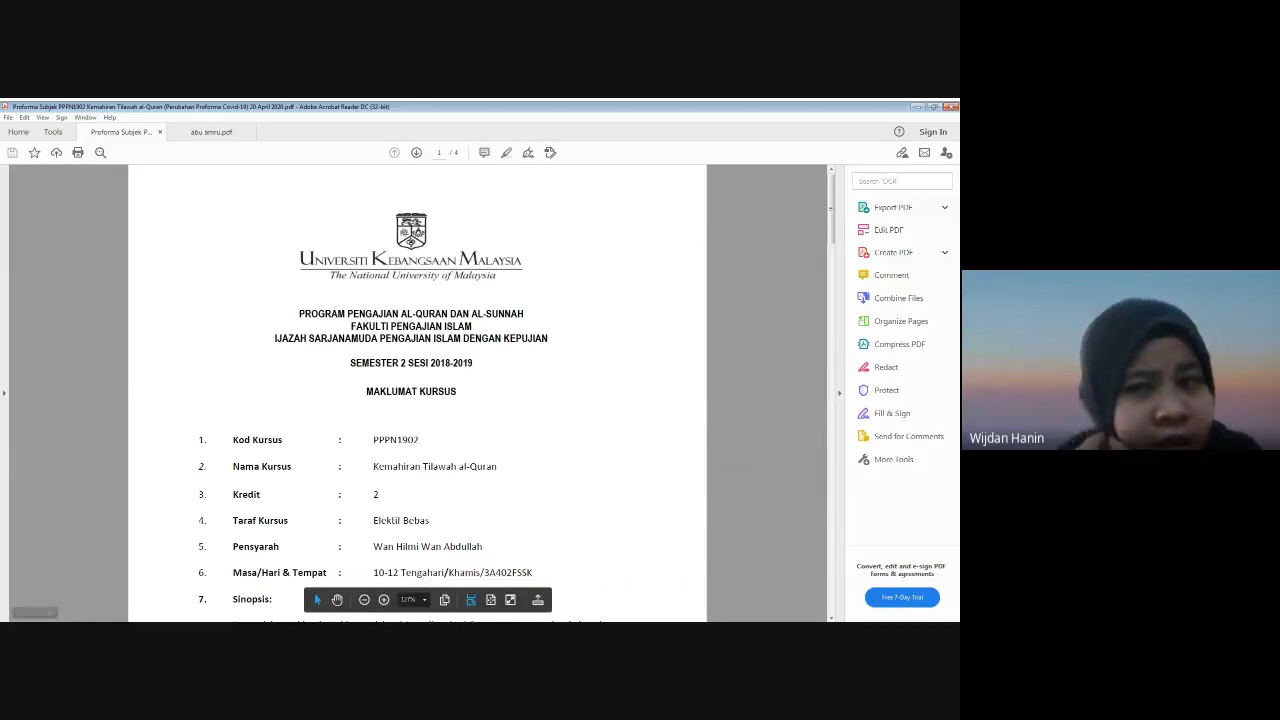 Proforma Subjek PPPN1902 Kemahiran Tilawah al-Quran (Perubahan Proforma Covid-19) 20 April 2020.pdf - Adobe Acrobat Reader DC (32-bit)
File Edit View Sign Window Help
Home Tools Proforma Subjek P... × abu amru.pdf Sign In
1 / 4
Search 'OCR'
Export PDF
Edit PDF
Create PDF
Comment
Combine Files
Organize Pages
Compress PDF
Redact
Protect
Fill & Sign
Send for Comments
More Tools
Convert, edit and e-sign PDF
forms & agreements
Free 7-Day Trial
UNIVERSITI KEBANGSAAN MALAYSIA
The National University of Malaysia
PROGRAM PENGAJIAN AL-QURAN DAN AL-SUNNAH
FAKULTI PENGAJIAN ISLAM
IJAZAH SARJANAMUDA PENGAJIAN ISLAM DENGAN KEPUJIAN
SEMESTER 2 SESI 2018-2019
MAKLUMAT KURSUS
1. Kod Kursus : PPPN1902
2. Nama Kursus : Kemahiran Tilawah al-Quran
3. Kredit : 2
4. Taraf Kursus : Elektif Bebas
5. Pensyarah : Wan Hilmi Wan Abdullah
6. Masa/Hari & Tempat : 10-12 Tengahari/Khamis/3A402FSSK
7. Sinopsis:
127%
Wijdan Hanin